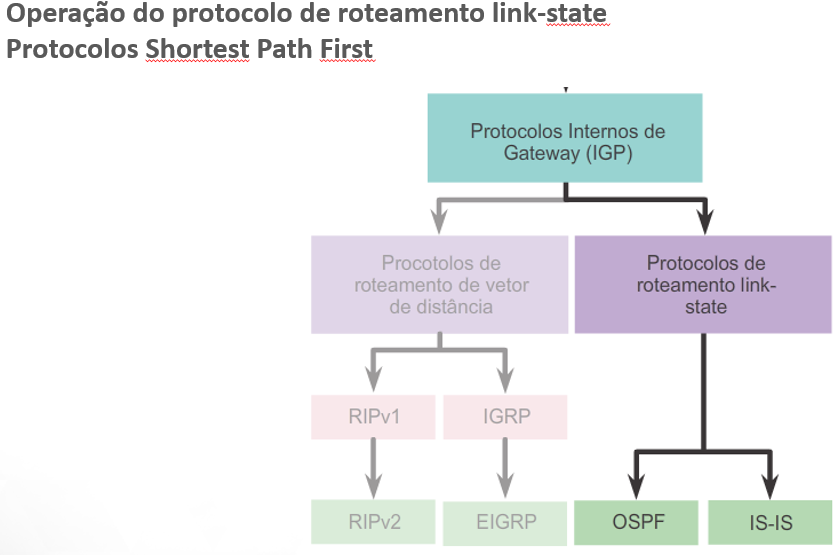 Operação do protocolo de roteamento link-state
Protocolos Shortest Path First
Protocolos Internos de
Gateway (IGP)
Procotolos de
roteamento de vetor
de distância
Protocolos de
roteamento link-
state
RIPv1
IGRP
RIPv2
EIGRP
OSPF
IS-IS